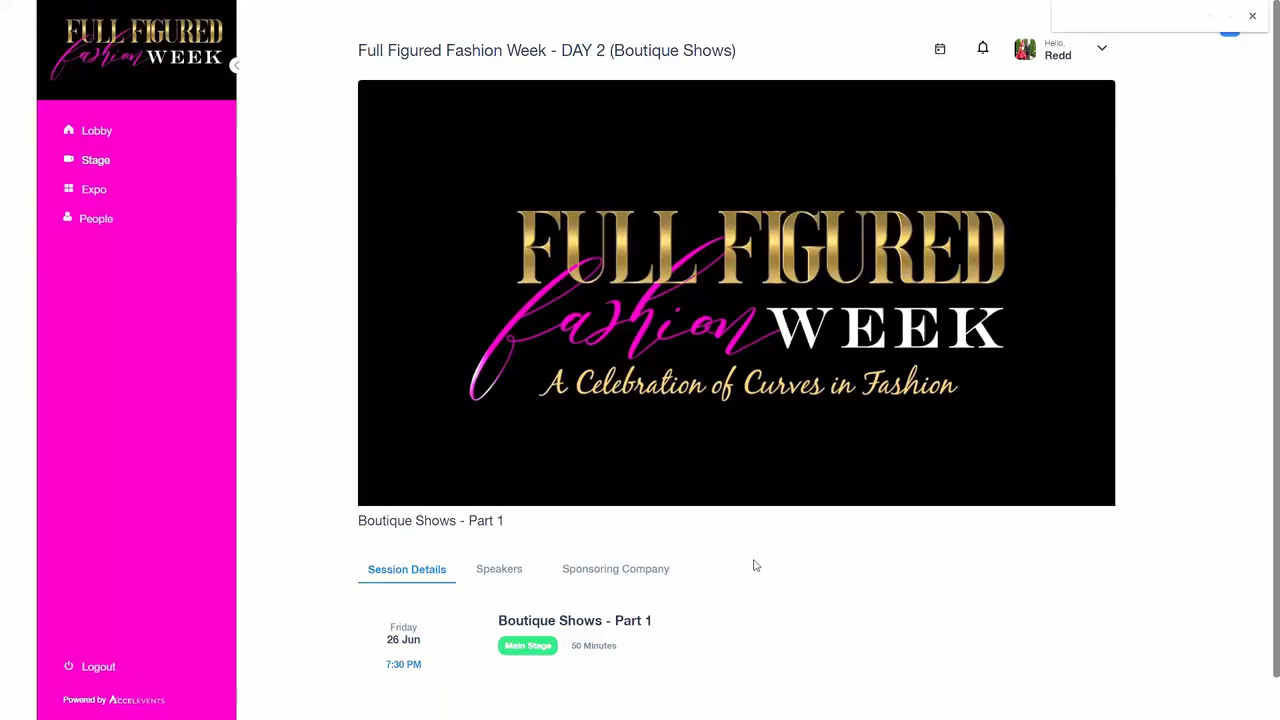 FULL FIGURED
fashion WEEK
Lobby
Stage
Expo
People
Logout
Powered by ACCELEVENTS
Full Figured Fashion Week - DAY 2 (Boutique Shows)
Hello,
Redd
FULL FIGURED
fashion WEEK
A Celebration of Curves in Fashion
Boutique Shows - Part 1
Session Details
Speakers
Sponsoring Company
Friday
26 Jun
7:30 PM
Boutique Shows - Part 1
Main Stage
50 Minutes